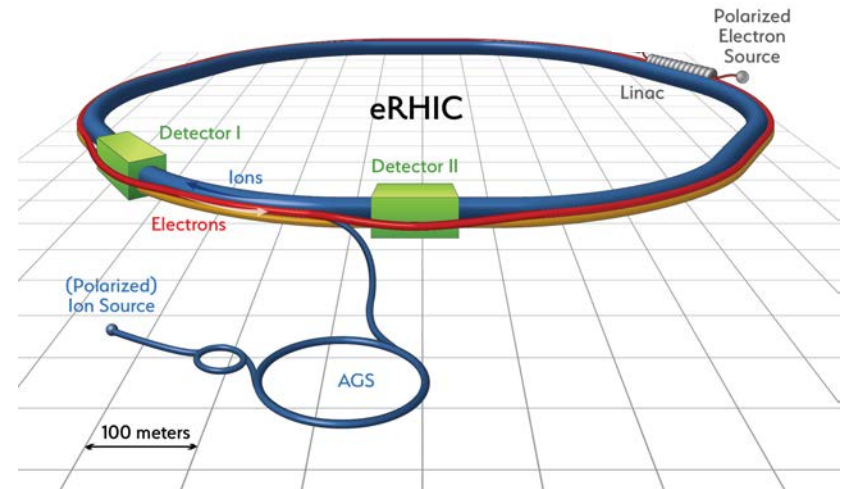 Polarized
Electron
Source
Linac
eRHIC
Detector I
Detector II
Ions
Electrons
(Polarized)
Ion Source
AGS
100 meters